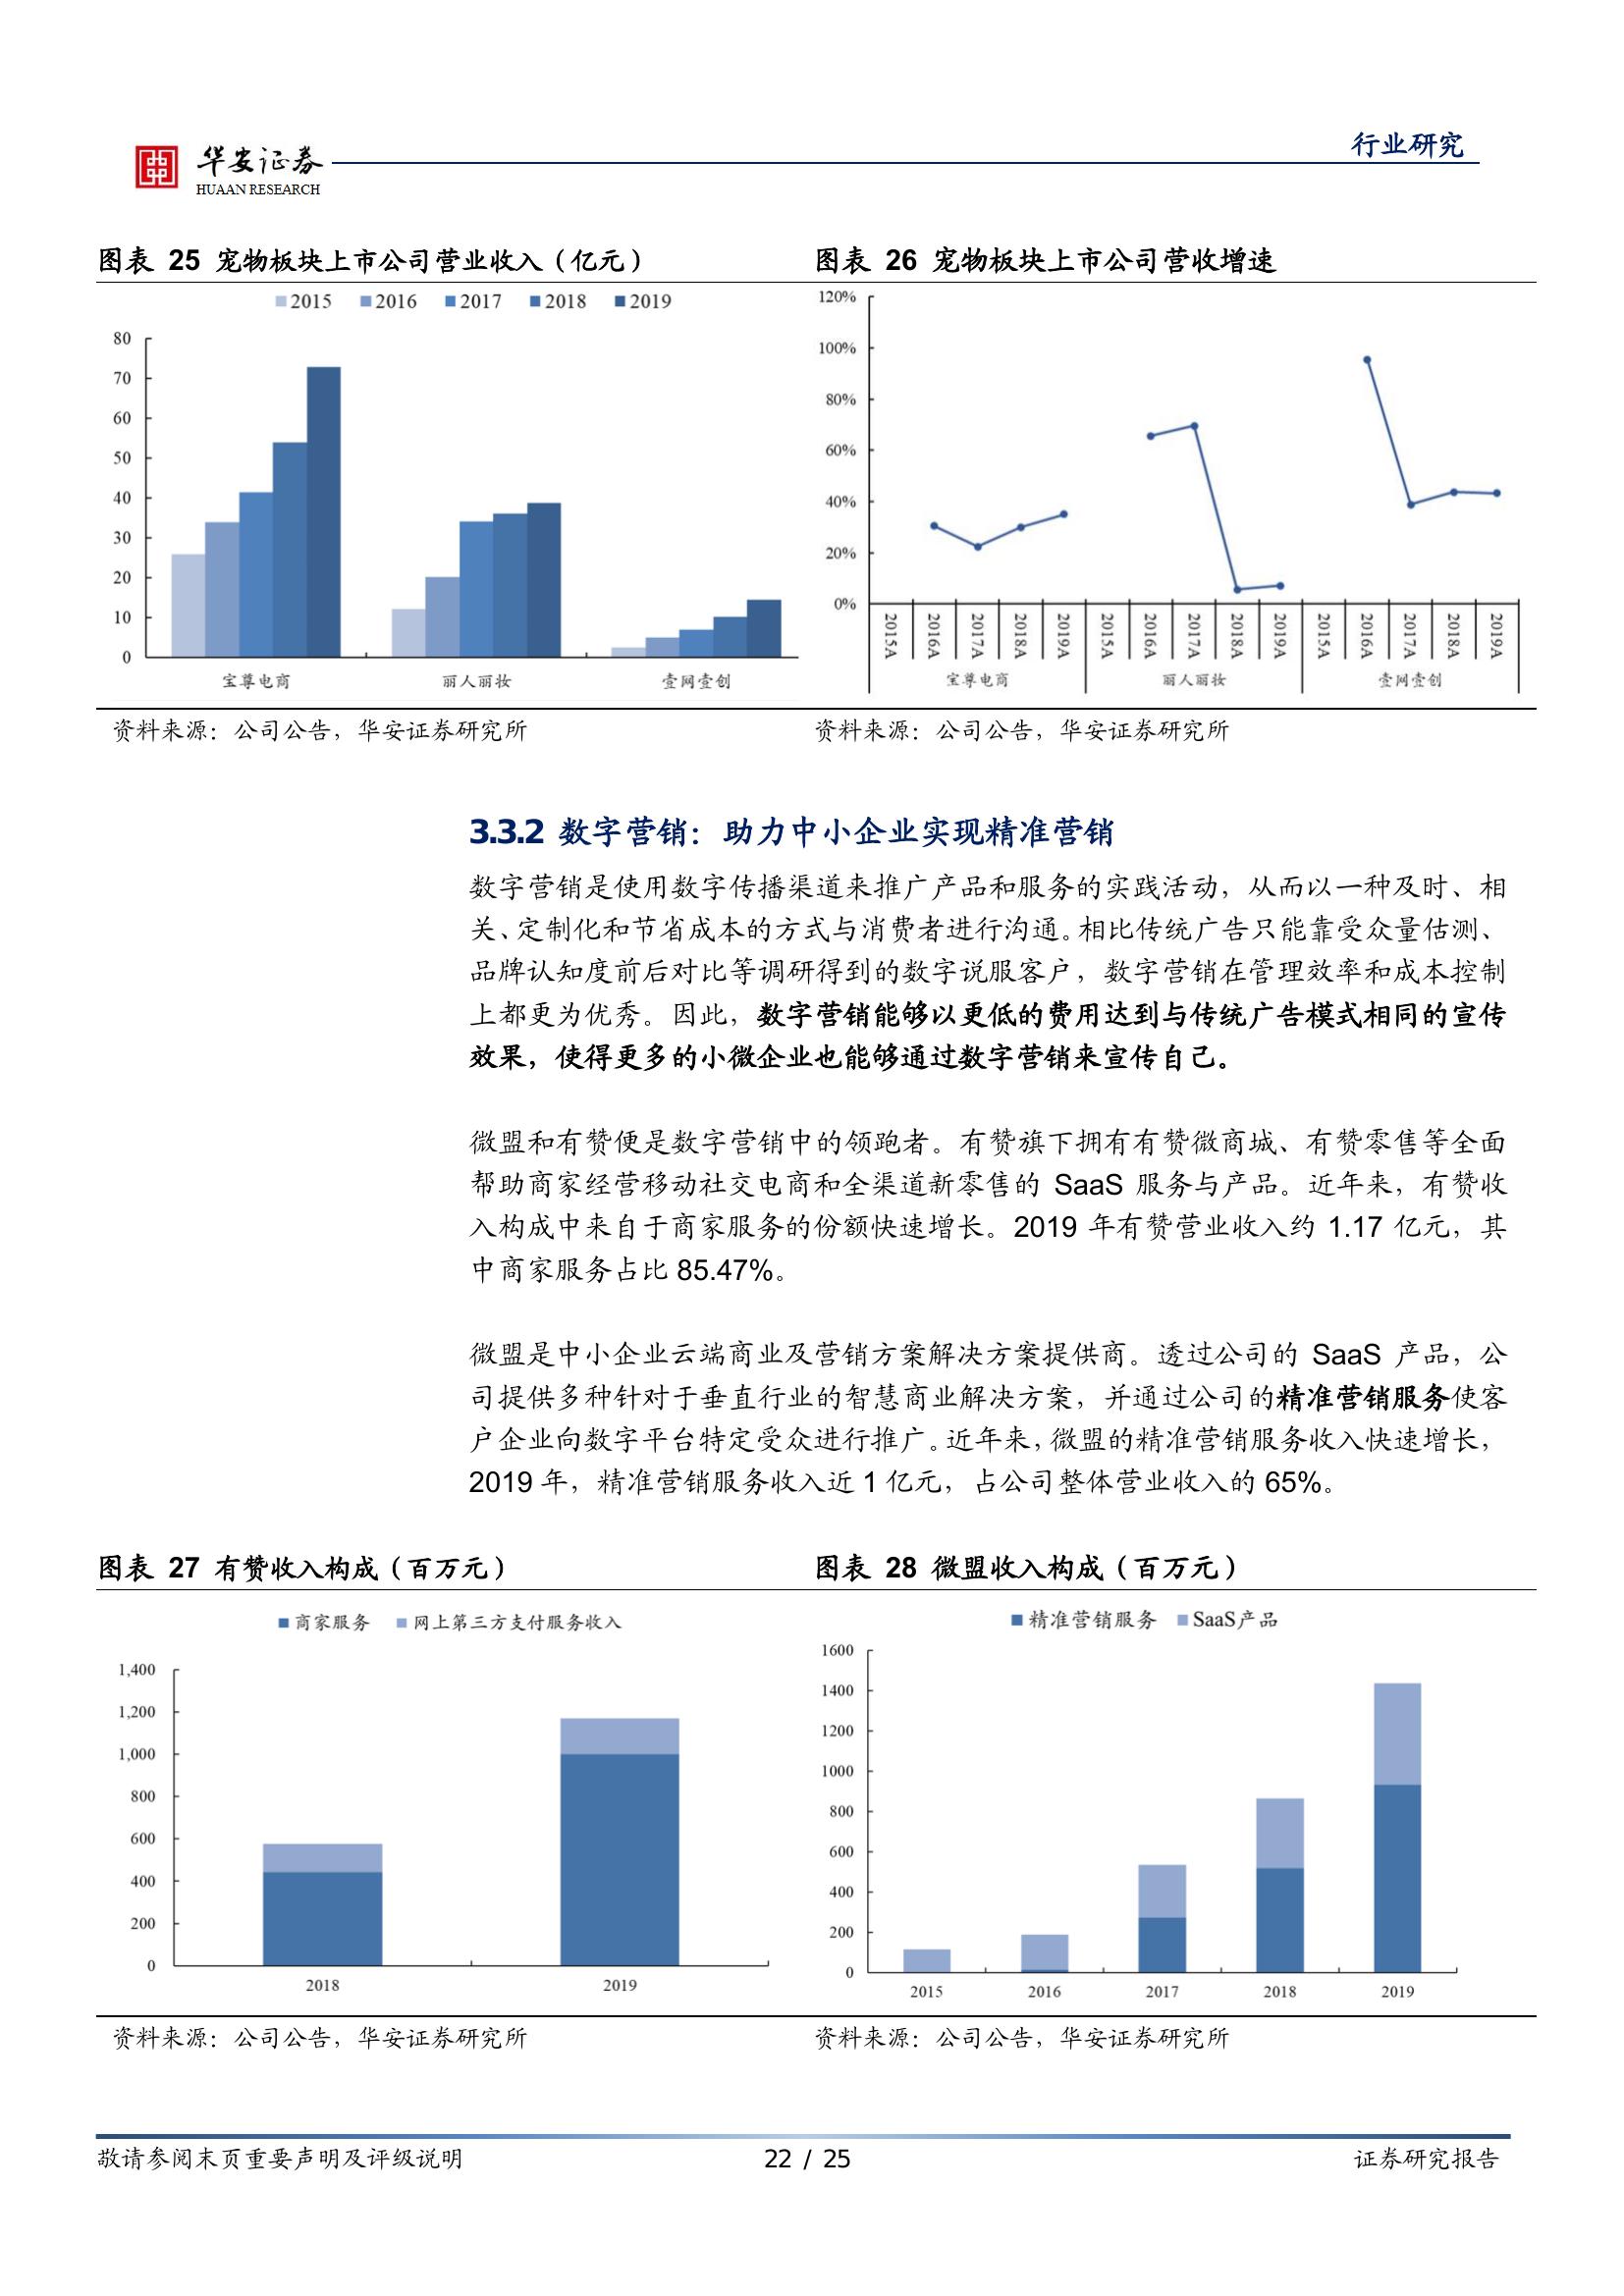 行业研究
华安证券
HUAAN RESEARCH
图表 25 宠物板块上市公司营业收入（亿元）
2015 2016 2017 2018 2019
80
70
60
50
40
30
20
10
0
宝尊电商 丽人丽妆 壹网壹创
资料来源：公司公告，华安证券研究所
图表 26 宠物板块上市公司营收增速
120%
100%
80%
60%
40%
20%
0%
2015A 2016A 2017A 2018A 2019A 2015A 2016A 2017A 2018A 2019A 2015A 2016A 2017A 2018A 2019A
宝尊电商 丽人丽妆 壹网壹创
资料来源：公司公告，华安证券研究所
3.3.2 数字营销：助力中小企业实现精准营销
数字营销是使用数字传播渠道来推广产品和服务的实践活动，从而以一种及时、相
关、定制化和节省成本的方式与消费者进行沟通。相比传统广告只能靠受众量估测、
品牌认知度前后对比等调研得到的数字说服客户，数字营销在管理效率和成本控制
上都更为优秀。因此，数字营销能够以更低的费用达到与传统广告模式相同的宣传
效果，使得更多的小微企业也能够通过数字营销来宣传自己。
微盟和有赞便是数字营销中的领跑者。有赞旗下拥有有赞微商城、有赞零售等全面
帮助商家经营移动社交电商和全渠道新零售的 SaaS 服务与产品。近年来，有赞收
入构成中来自于商家服务的份额快速增长。2019 年有赞营业收入约 1.17 亿元，其
中商家服务占比 85.47%。
微盟是中小企业云端商业及营销方案解决方案提供商。透过公司的 SaaS 产品，公
司提供多种针对于垂直行业的智慧商业解决方案，并通过公司的精准营销服务使客
户企业向数字平台特定受众进行推广。近年来，微盟的精准营销服务收入快速增长，
2019 年，精准营销服务收入近 1 亿元，占公司整体营业收入的 65%。
图表 27 有赞收入构成（百万元）
商家服务 网上第三方支付服务收入
1,400
1,200
1,000
800
600
400
200
0
2018 2019
资料来源：公司公告，华安证券研究所
图表 28 微盟收入构成（百万元）
精准营销服务 SaaS产品
1600
1400
1200
1000
800
600
400
200
0
2015 2016 2017 2018 2019
资料来源：公司公告，华安证券研究所
敬请参阅末页重要声明及评级说明 22 / 25 证券研究报告